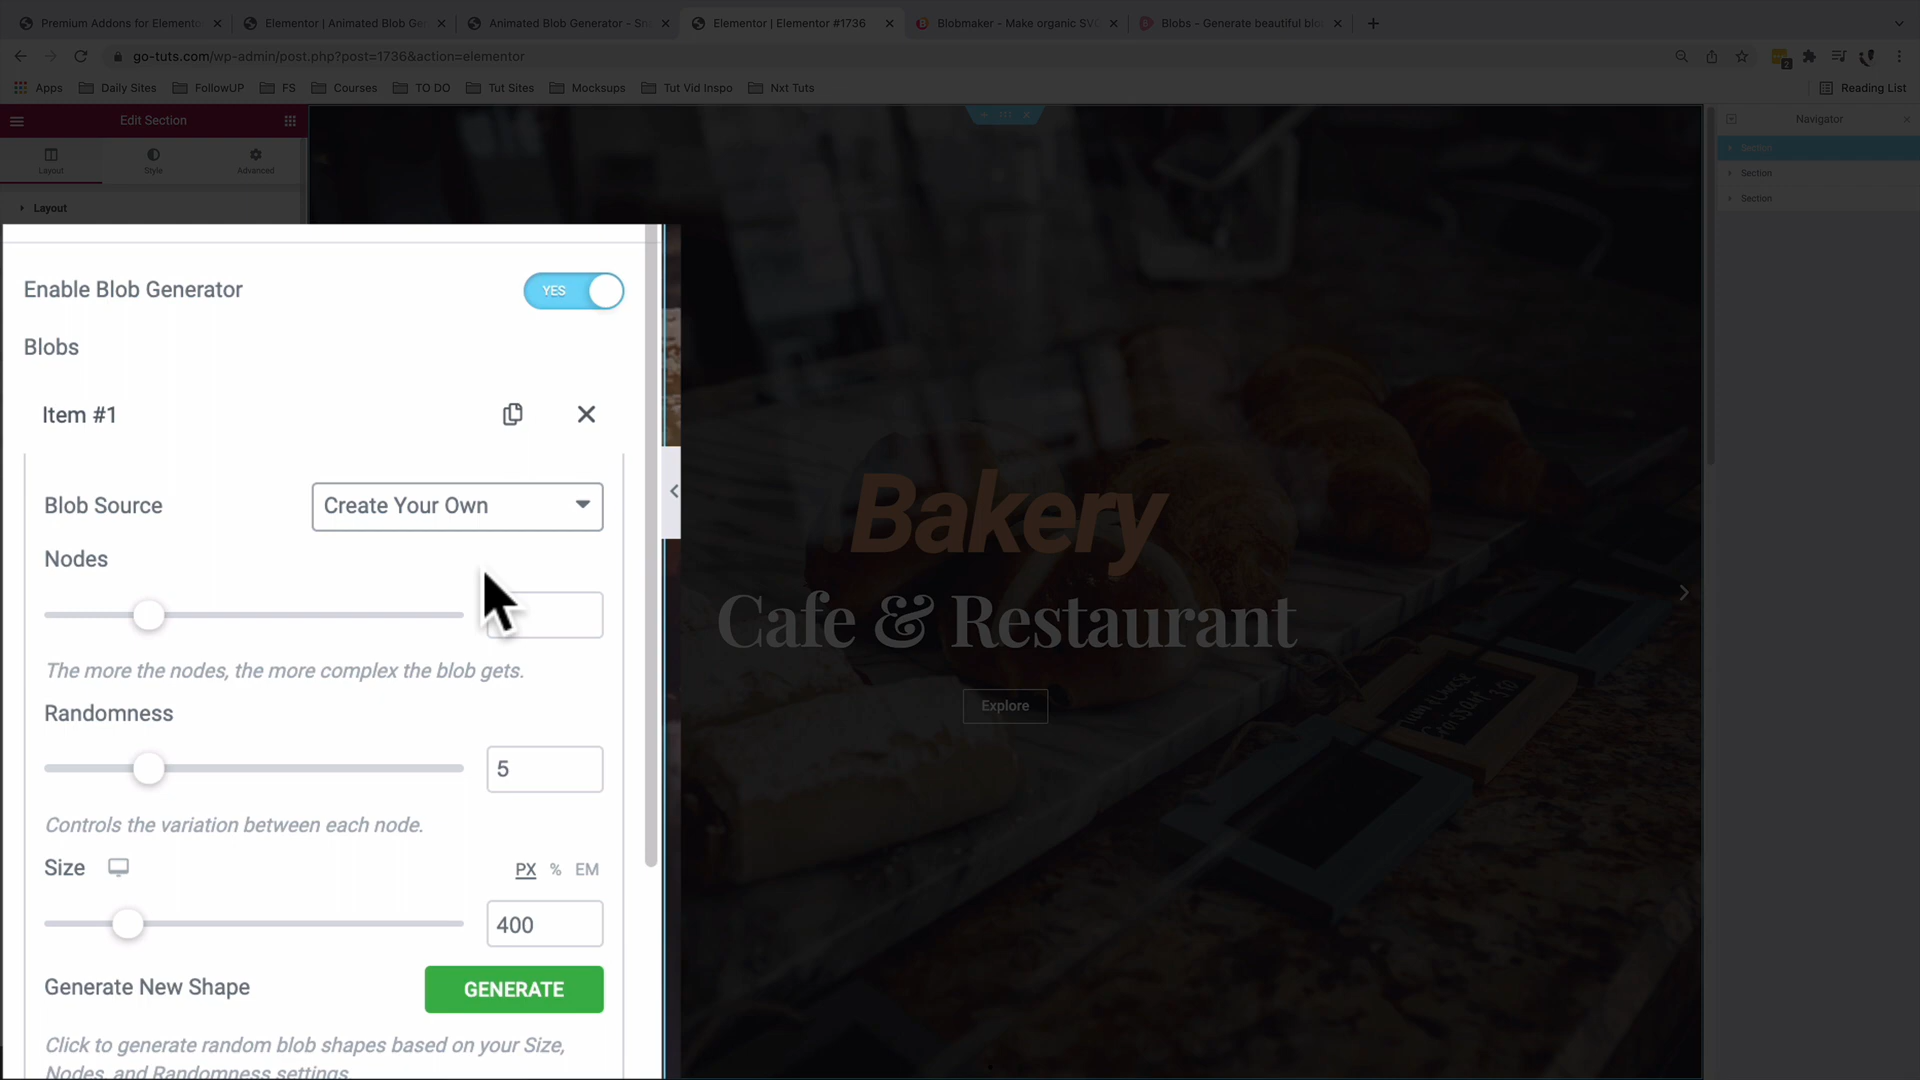 Premium Addons for Elemento
Elementor | Animated Blob Ge
Animated Blob Generator - Sna
Elementor | Elementor #1736
Blobmaker - Make organic SVG
Blobs – Generate beautiful blo
go-tuts.com/wp-admin/post.php?post=1736&action=elementor
2
Apps
Daily Sites
FollowUP
FS
Courses
TO DO
Tut Sites
Mocksups
Tut Vid Inspo
Nxt Tuts
Reading List
Edit Section
Navigator
Layout
Style
Advanced
Section
Section
Section
Layout
Enable Blob Generator
YES
Blobs
Item #1
Blob Source
Create Your Own
Nodes
The more the nodes, the more complex the blob gets.
Randomness
5
Controls the variation between each node.
Size
PX
%
EM
400
Generate New Shape
GENERATE
Click to generate random blob shapes based on your Size,
Nodes, and Randomness settings.
Bakery
Cafe & Restaurant
Explore